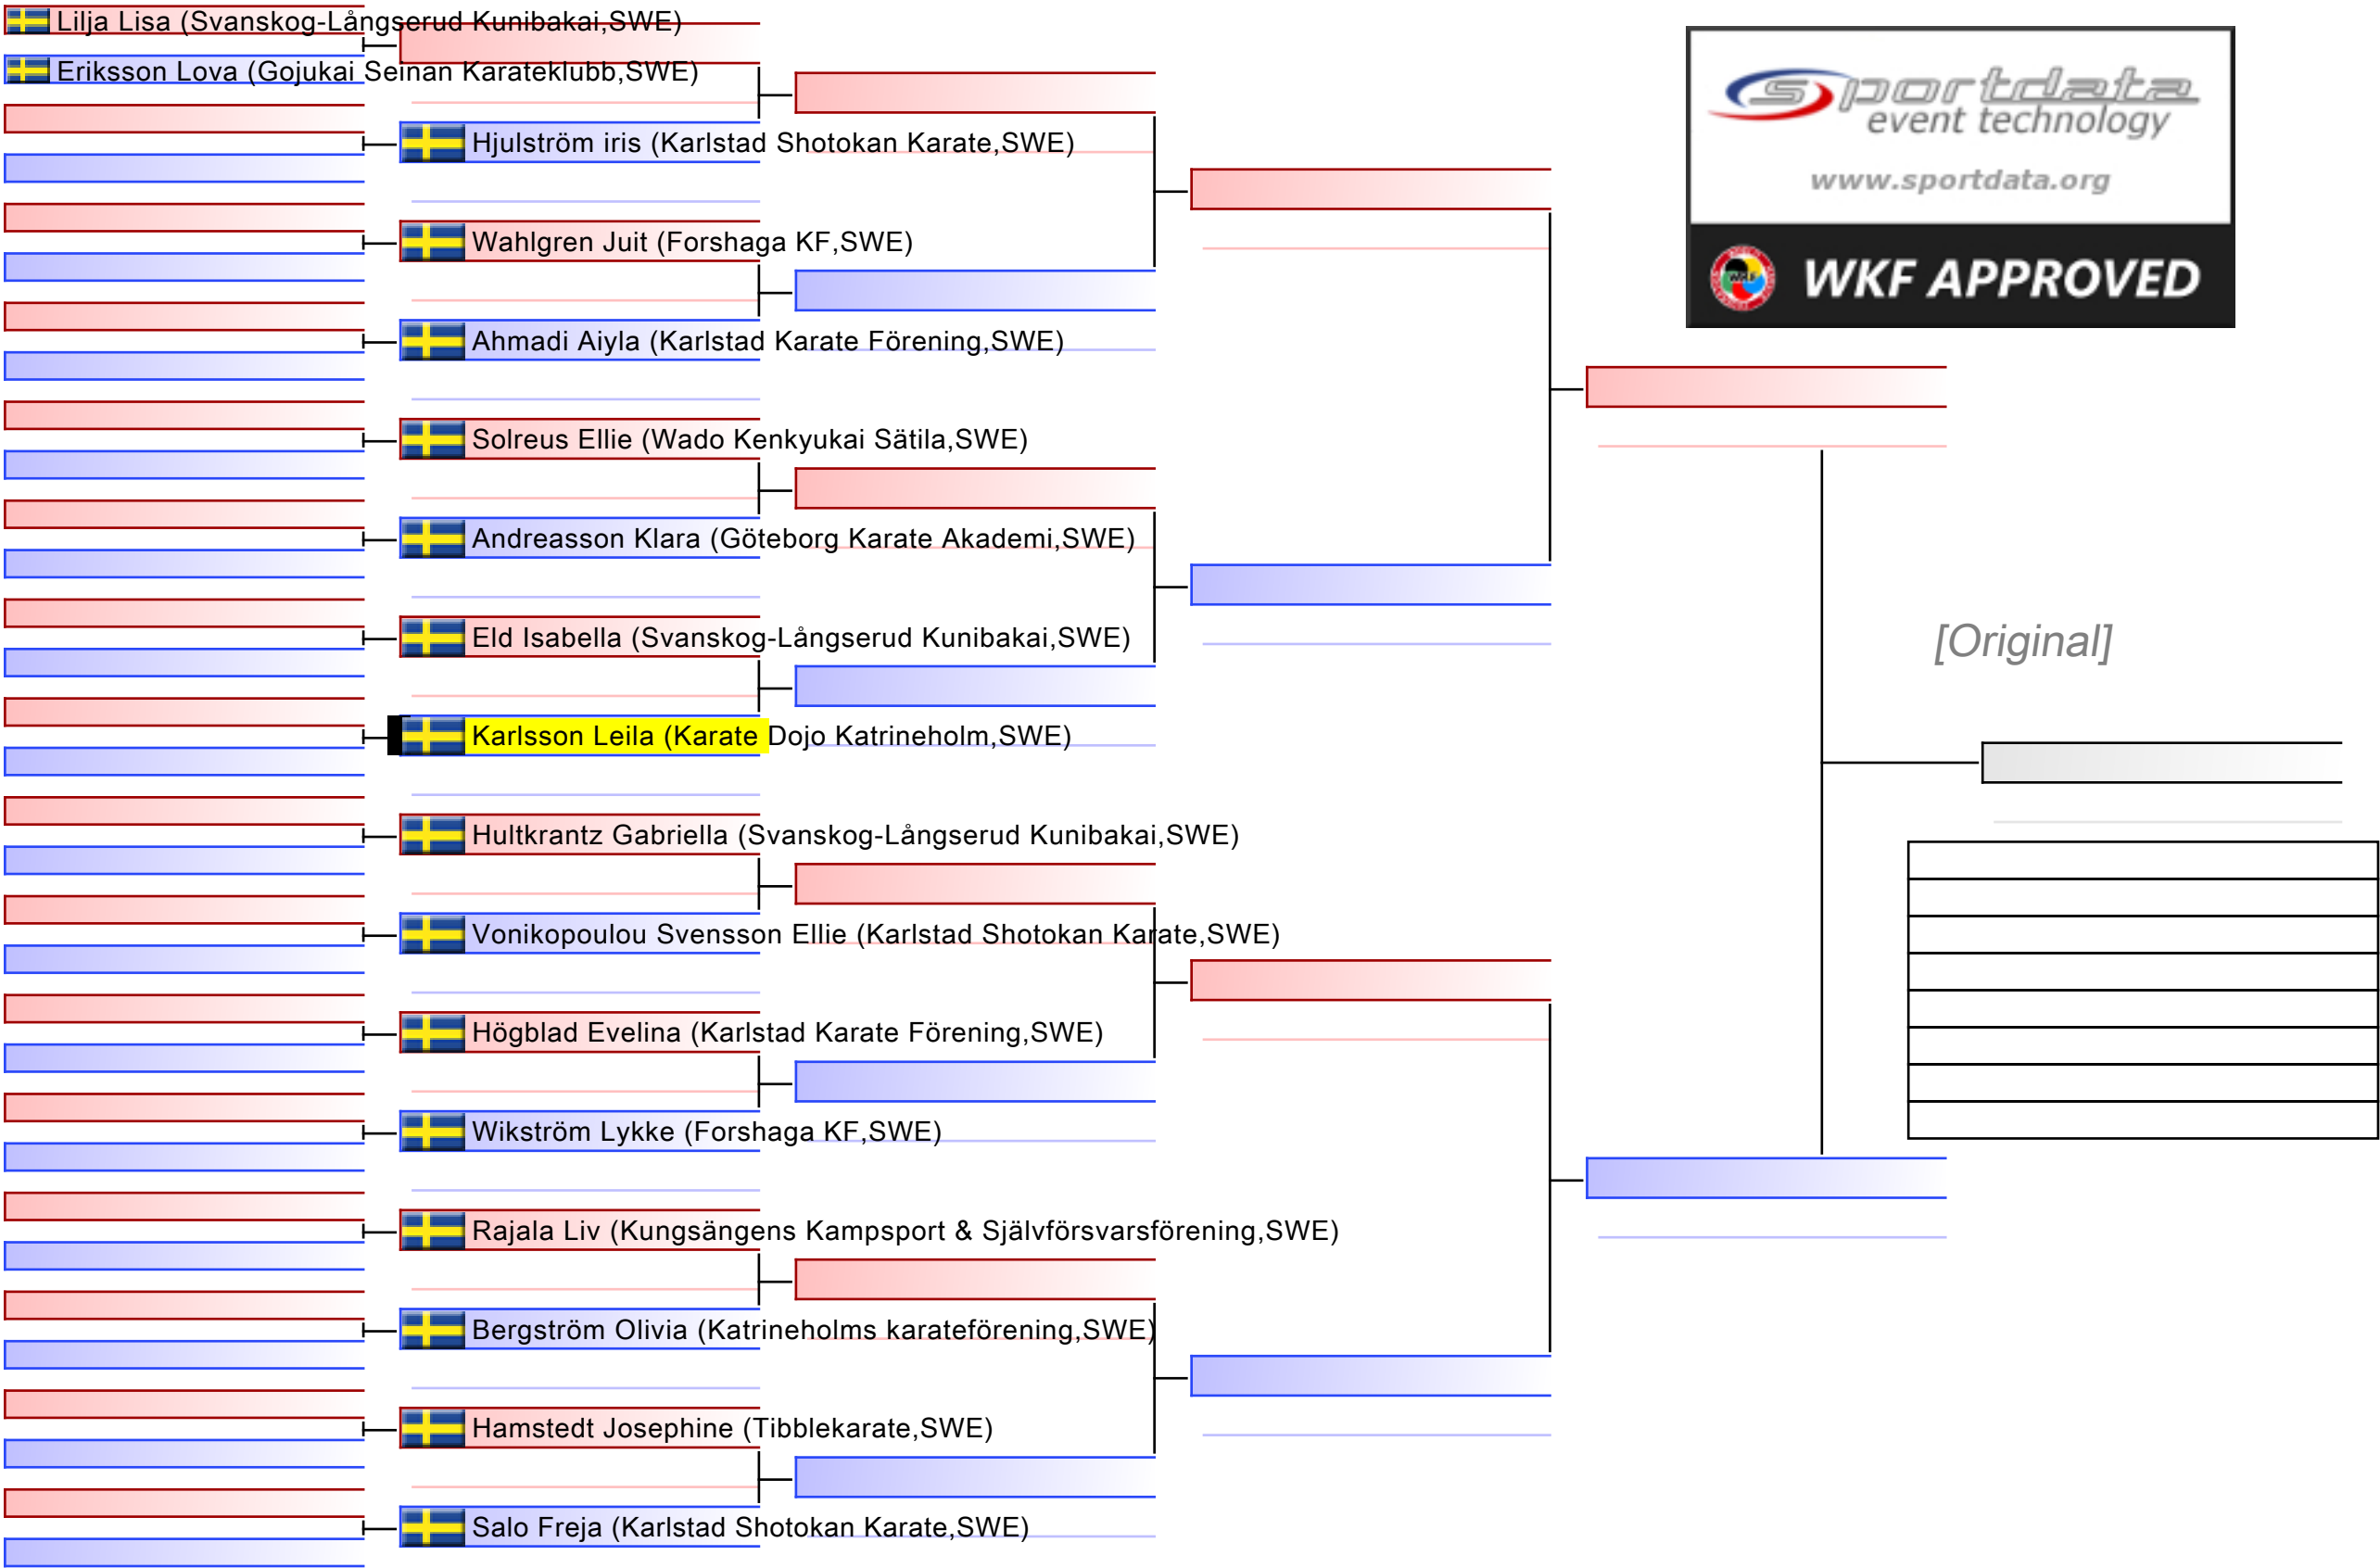 Lilja Lisa (Svanskog-Långserud Kunibakai,SWE)
Eriksson Lova (Gojukai Seinan Karateklubb,SWE)
Hjulström iris (Karlstad Shotokan Karate,SWE)
Wahlgren Juit (Forshaga KF,SWE)
Ahmadi Aiyla (Karlstad Karate Förening,SWE)
Solreus Ellie (Wado Kenkyukai Sätila,SWE)
Andreasson Klara (Göteborg Karate Akademi,SWE)
Eld Isabella (Svanskog-Långserud Kunibakai,SWE)
Karlsson Leila (Karate Dojo Katrineholm,SWE)
Hultkrantz Gabriella (Svanskog-Långserud Kunibakai,SWE)
Vonikopoulou Svensson Ellie (Karlstad Shotokan Karate,SWE)
Högblad Evelina (Karlstad Karate Förening,SWE)
Wikström Lykke (Forshaga KF,SWE)
Rajala Liv (Kungsängens Kampsport & Självförsvarsförening,SWE)
Bergström Olivia (Katrineholms karateförening,SWE)
Hamstedt Josephine (Tibblekarate,SWE)
Salo Freja (Karlstad Shotokan Karate,SWE)
sportdata
event technology
www.sportdata.org
WKF
WKF APPROVED
[Original]